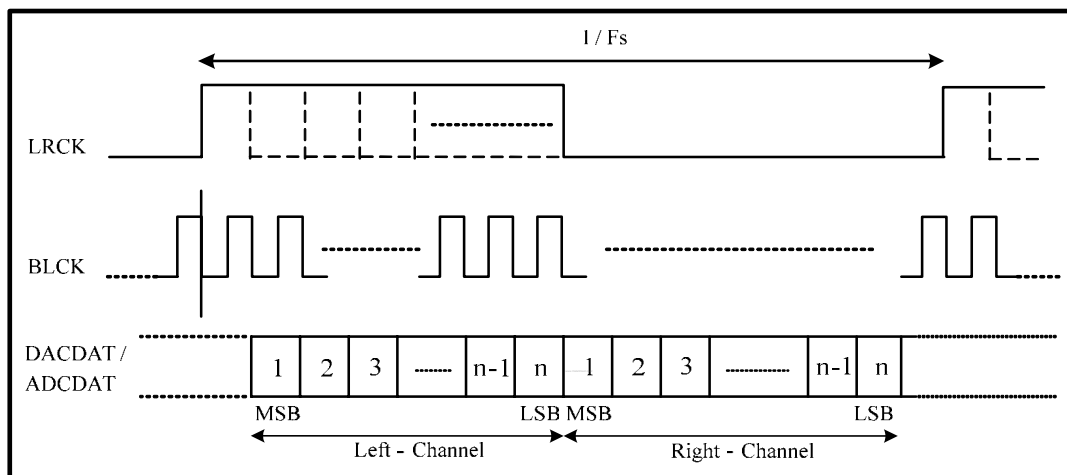 1 / Fs
LRCK
BLCK
DACDAT /
ADCDAT
1 2 3 n-1 n 1 2 3 n-1 n
MSB LSB MSB LSB
Left - Channel Right - Channel